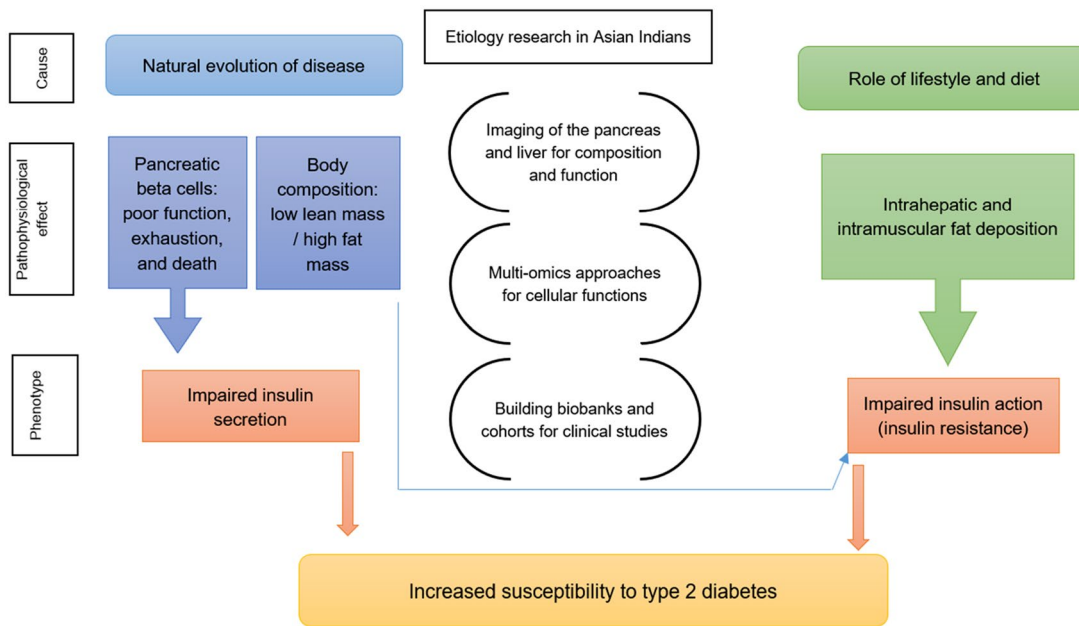 Cause
Natural evolution of disease
Etiology research in Asian Indians
Role of lifestyle and diet
Pathophysiological
effect
Pancreatic
beta cells:
poor function,
exhaustion,
and death
Body
composition:
low lean mass
/ high fat
mass
Imaging of the pancreas
and liver for composition
and function
Intrahepatic and
intramuscular fat deposition
Multi-omics approaches
for cellular functions
Phenotype
Impaired insulin
secretion
Building biobanks and
cohorts for clinical studies
Impaired insulin action
(insulin resistance)
Increased susceptibility to type 2 diabetes